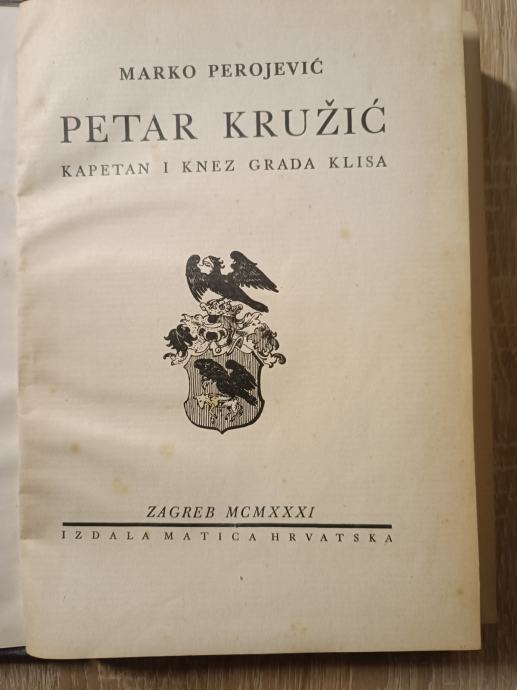 MARKO PEROJEVIĆ
PETAR KRUŽIĆ
KAPETAN I KNEZ GRADA KLISA
ZAGREB MCMXXXI
IZDALA MATICA HRVATSKA